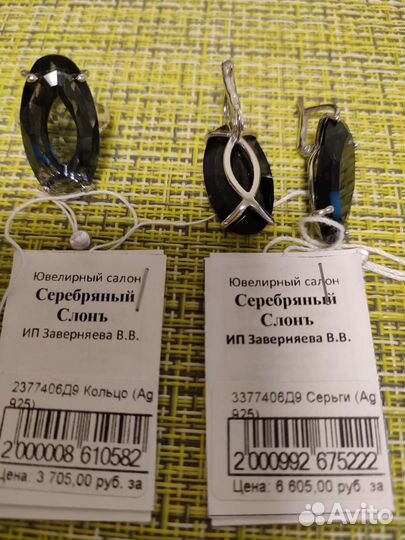 Ювелирный салон
Серебряный
Слонъ
ИП Заверняева В.В.
2377406Д9 Кольцо (Ag
925)
2 000008 610582
Цена: 3 705,00 руб. за
Ювелирный салон
Серебряный
Слонъ
ИП Заверняева В.В.
3377406Д9 Серьги (Ag
925)
2 000992 675222
Цена: 6 605,00 руб. за
Avito